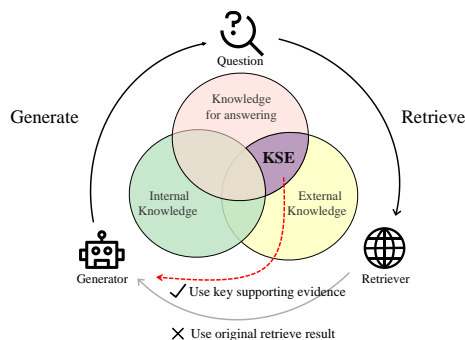 Question
Generate
Retrieve
Knowledge
for answering
KSE
Internal
Knowledge
External
Knowledge
Generator
Retriever
Use key supporting evidence
Use original retrieve result